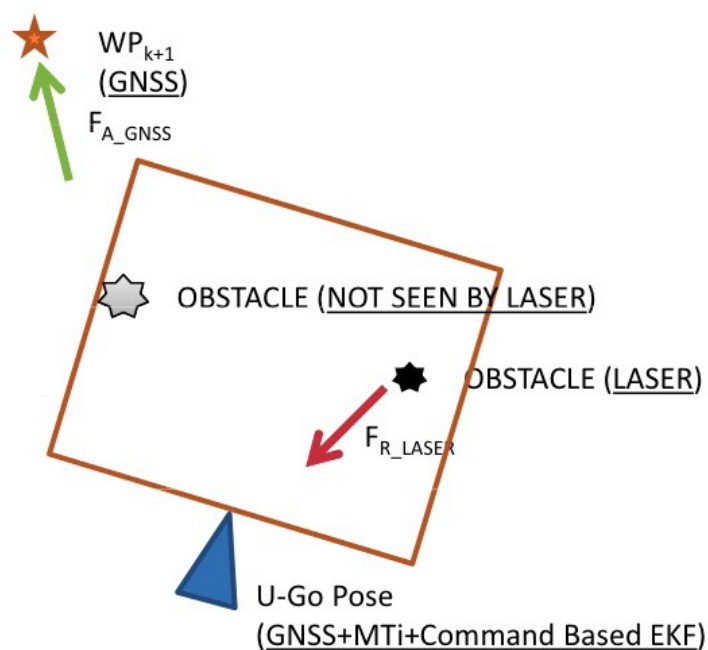 WPk+1
(GNSS)
FA_GNSS
OBSTACLE (NOT SEEN BY LASER)
OBSTACLE (LASER)
FR_LASER
U-Go Pose
(GNSS+MTi+Command Based EKF)